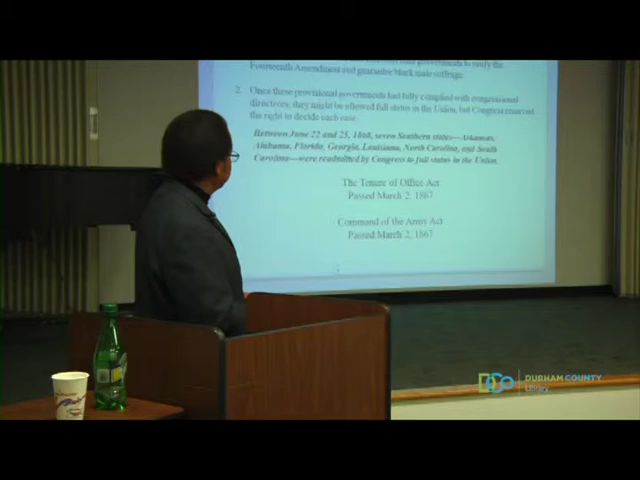 governments to ratify the
Fourteenth Amendment and guarantee black male suffrage.
2. Once these provisional governments had fully complied with congressional
directives, they might be allowed full status in the Union, but Congress reserved
the right to decide each case.
Between June 22 and 25, 1868, seven Southern states—Arkansas,
Alabama, Florida, Georgia, Louisiana, North Carolina, and South
Carolina—were readmitted by Congress to full status in the Union.
The Tenure of Office Act
Passed March 2, 1867
Command of the Army Act
Passed March 2, 1867
DURHAM COUNTY
Library